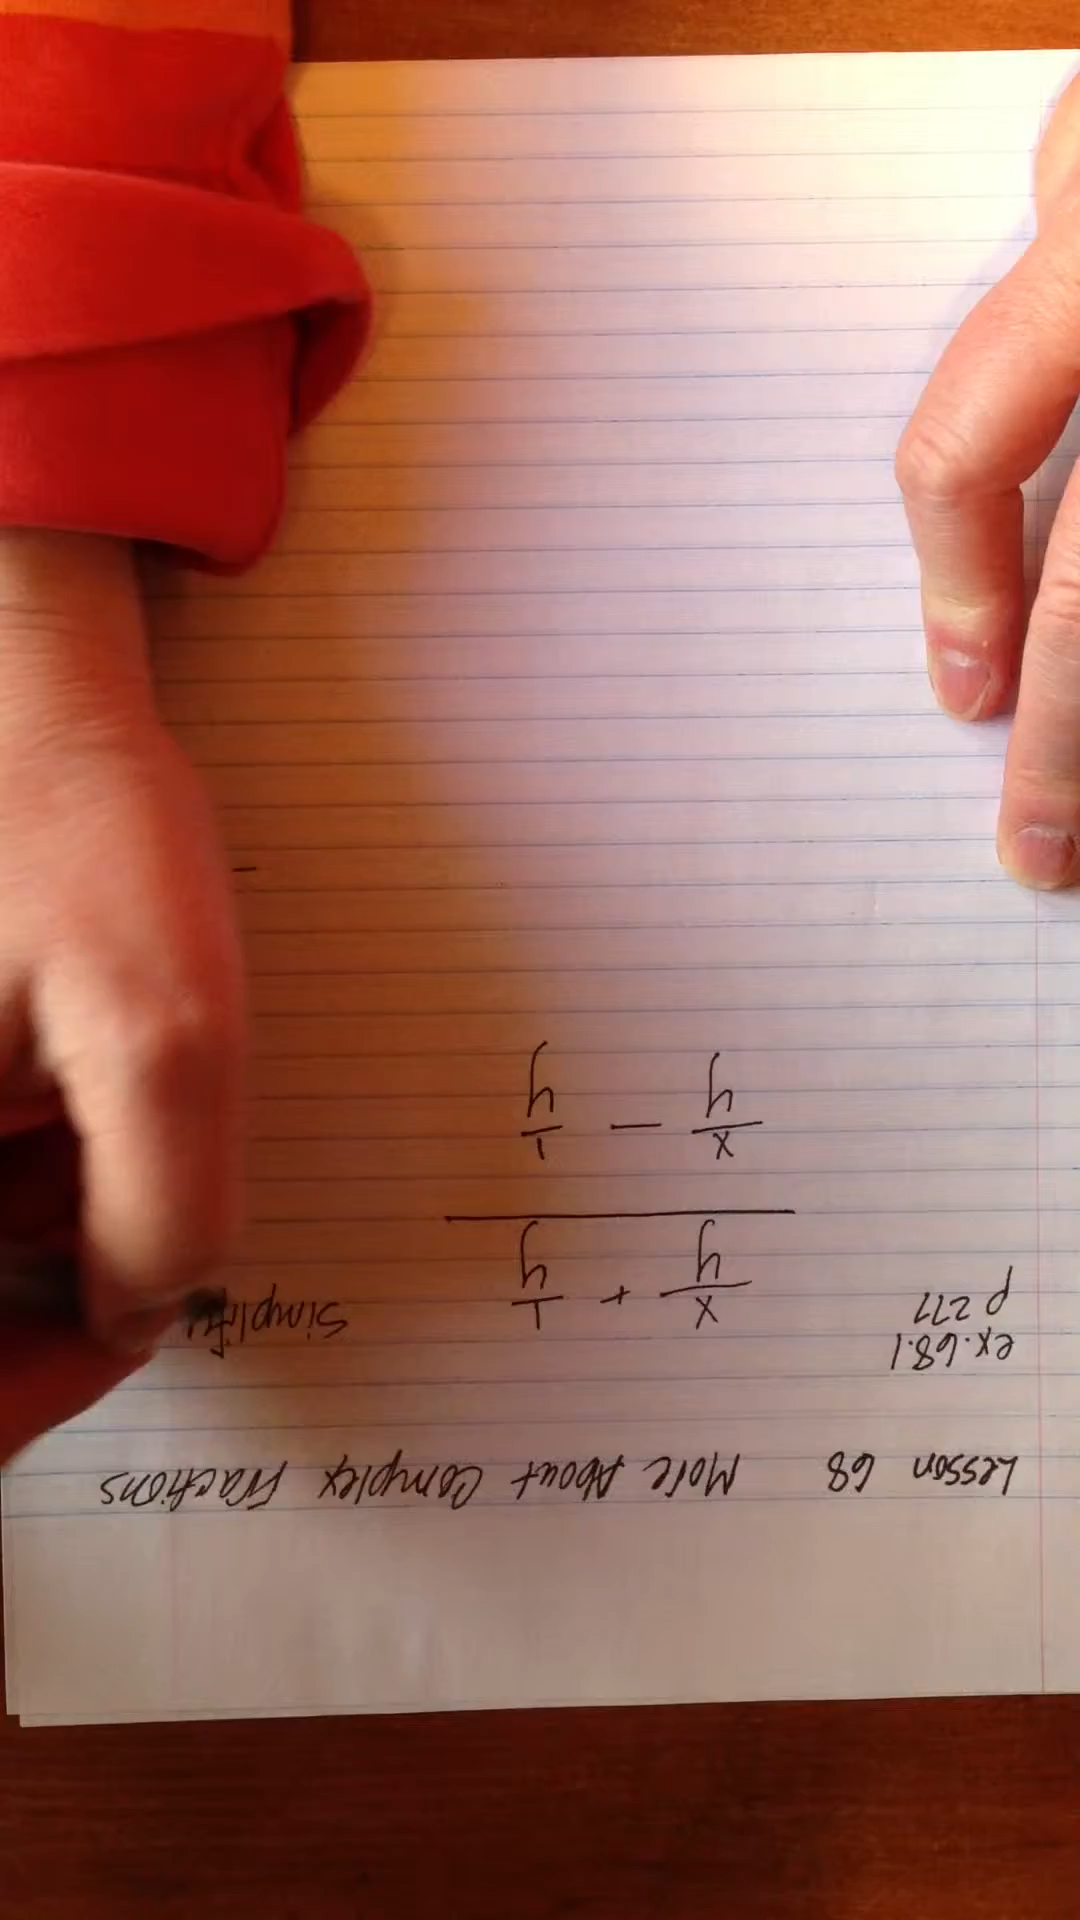 Lesson 68 More About Complex Fractions
ex. 68.1
p 277
x/y + 1/y
x/y - 1/y
Simplify